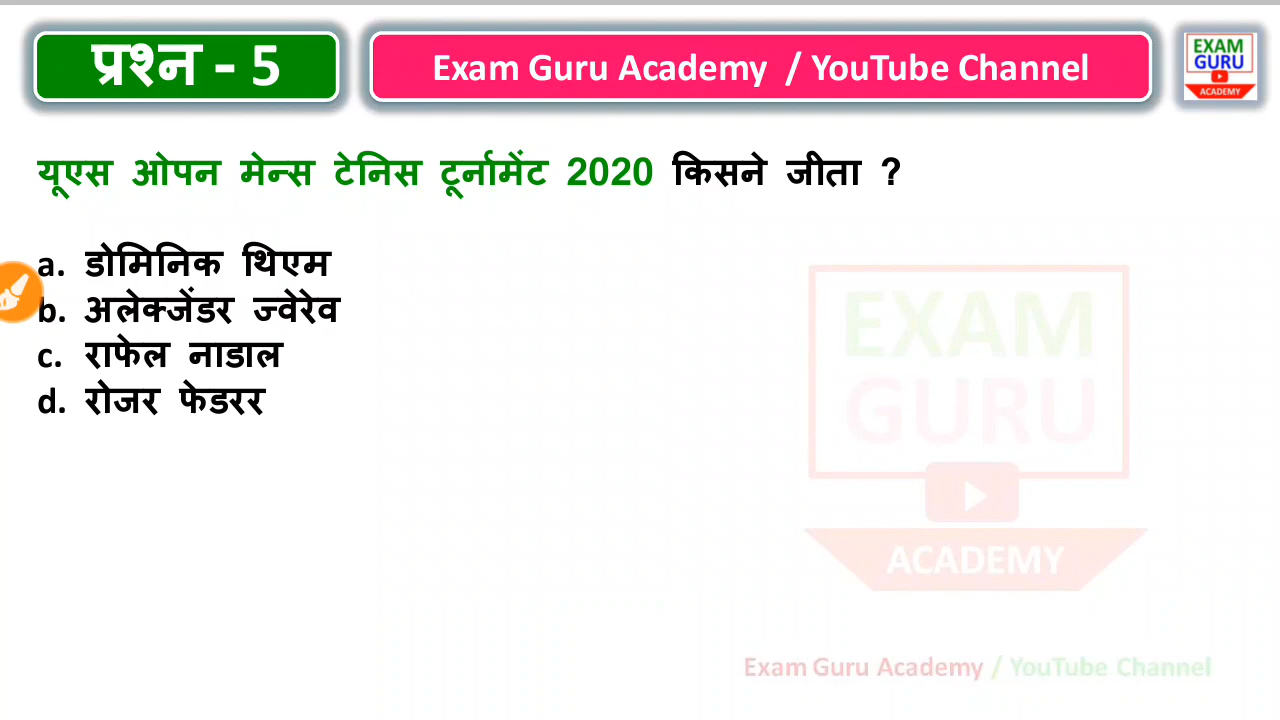 प्रश्न - 5
Exam Guru Academy / YouTube Channel
EXAM
GURU
ACADEMY
यूएस ओपन मेन्स टेनिस टूर्नामेंट 2020 किसने जीता ?
a. डोमिनिक थिएम
b. अलेक्जेंडर ज्वेरेव
c. राफेल नाडाल
d. रोजर फेडरर
EXAM
GURU
ACADEMY
Exam Guru Academy / YouTube Channel